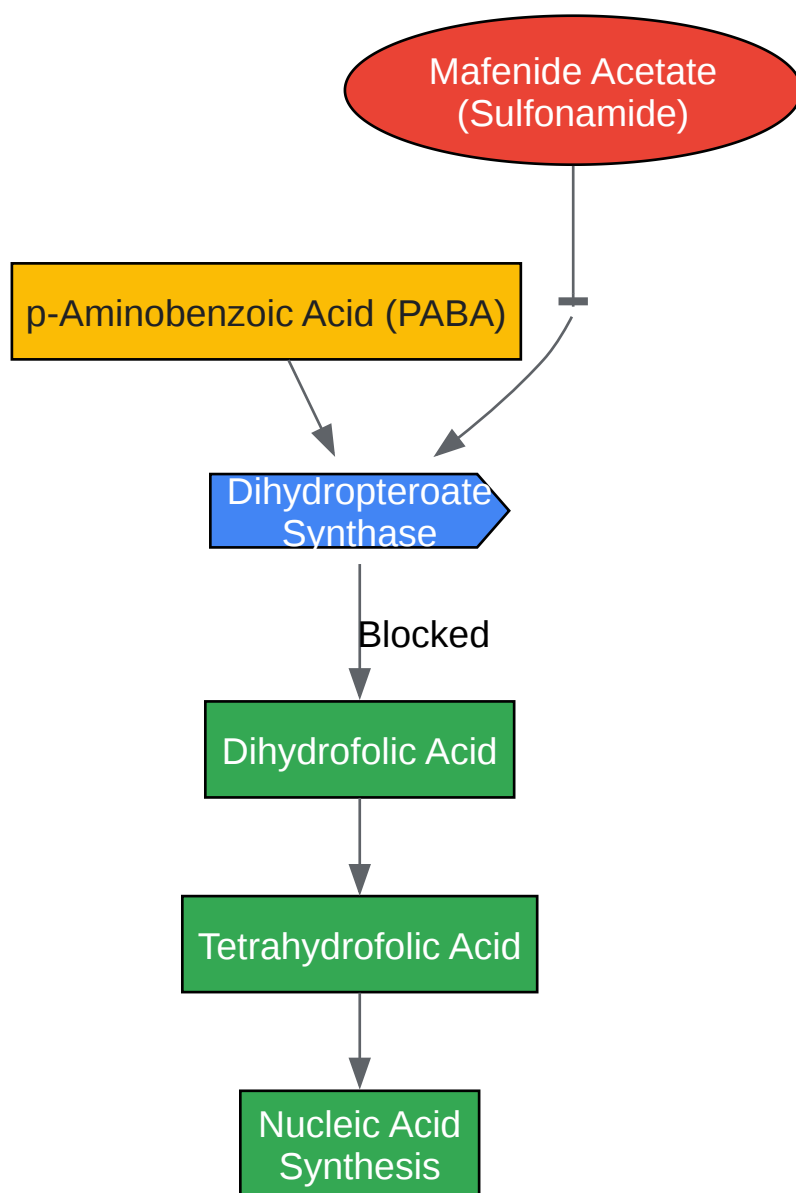 Mafenide Acetate
(Sulfonamide)
p-Aminobenzoic Acid (PABA)
Dihydropteroate
Synthase
Blocked
Dihydrofolic Acid
Tetrahydrofolic Acid
Nucleic Acid
Synthesis